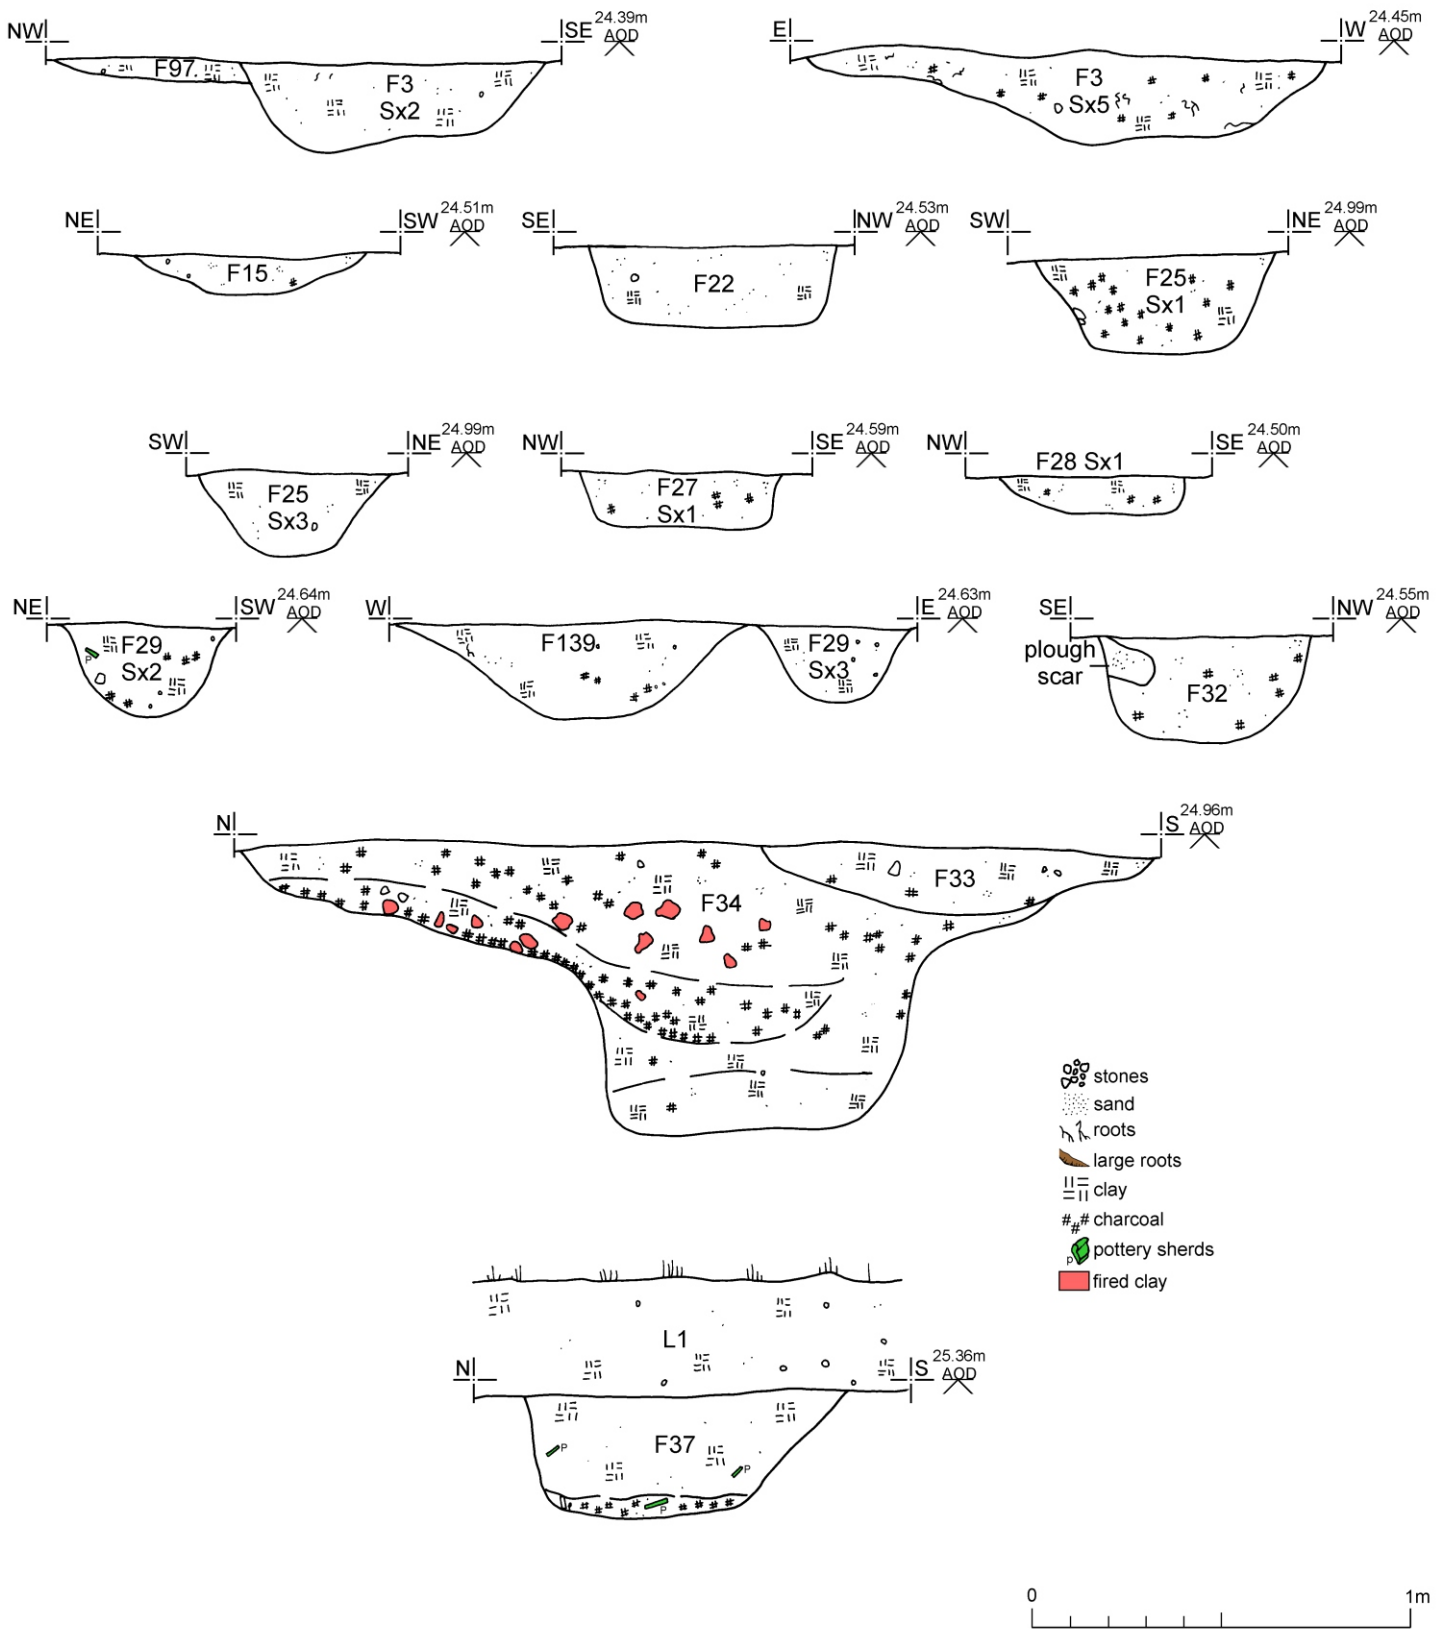 NW
SE
24.39m
AOD
F97
F3
Sx2
E
W
24.45m
AOD
F3
Sx5
NE
SW
24.51m
AOD
F15
SE
NW
24.53m
AOD
F22
SW
NE
24.99m
AOD
F25
Sx1
SW
NE
24.99m
AOD
F25
Sx3
NW
SE
24.59m
AOD
F27
Sx1
NW
SE
24.50m
AOD
F28 Sx1
NE
SW
24.64m
AOD
P
F29
Sx2
W
E
24.63m
AOD
F139
F29
Sx3
SE
NW
24.55m
AOD
plough
scar
F32
N
S
24.96m
AOD
F34
F33
stones
sand
roots
large roots
clay
charcoal
p
pottery sherds
fired clay
L1
N
S
25.36m
AOD
F37
P
P
P
0
1m